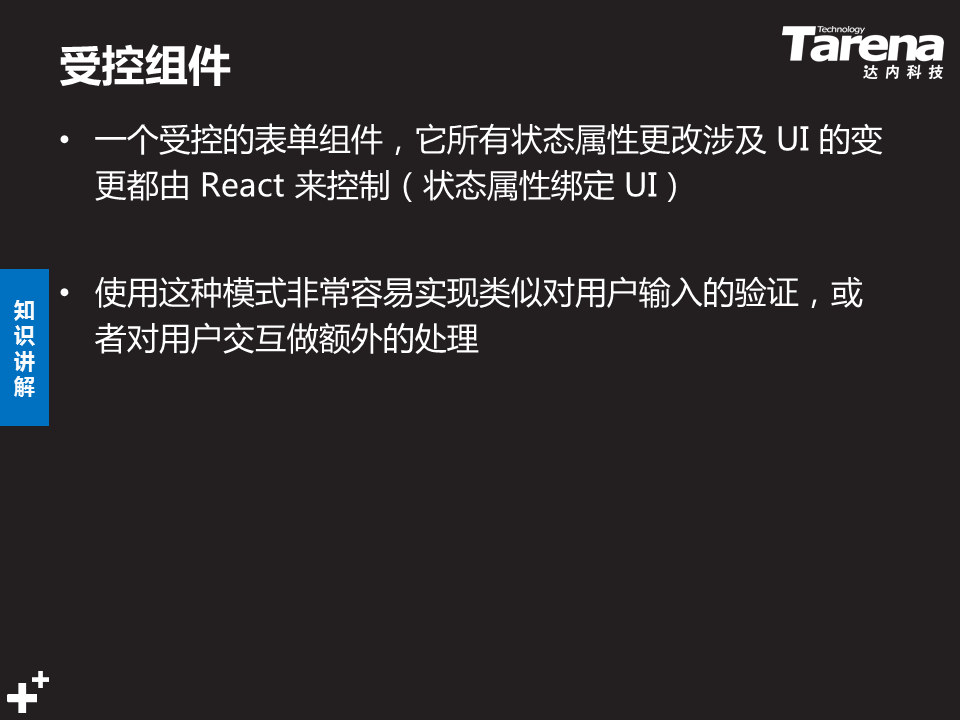 受控组件
Technology
Tarena
达内科技
• 一个受控的表单组件，它所有状态属性更改涉及 UI 的变
更都由 React 来控制（状态属性绑定 UI）
• 使用这种模式非常容易实现类似对用户输入的验证，或
者对用户交互做额外的处理
知
识
讲
解